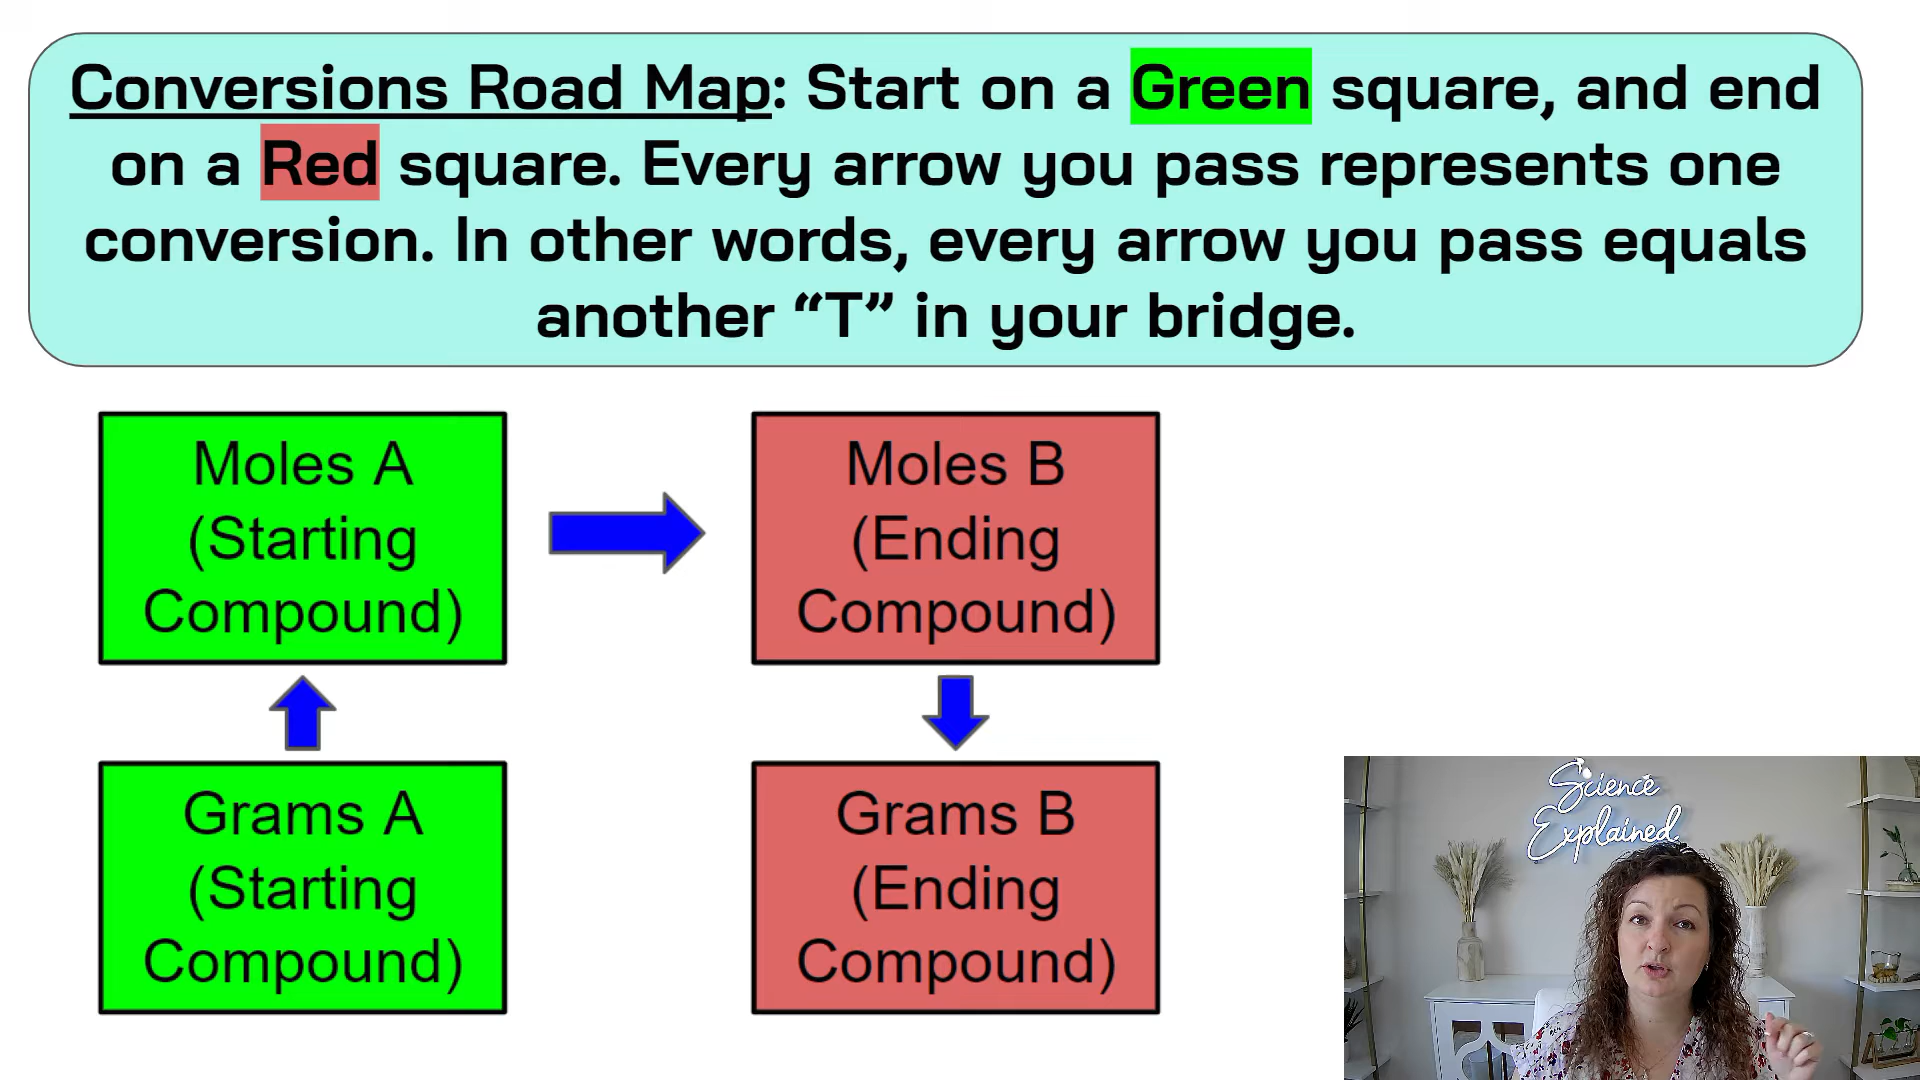 Conversions Road Map: Start on a Green square, and end
on a Red square. Every arrow you pass represents one
conversion. In other words, every arrow you pass equals
another “T” in your bridge.
Moles A
(Starting
Compound)
Moles B
(Ending
Compound)
Grams A
(Starting
Compound)
Grams B
(Ending
Compound)
Science
Explained